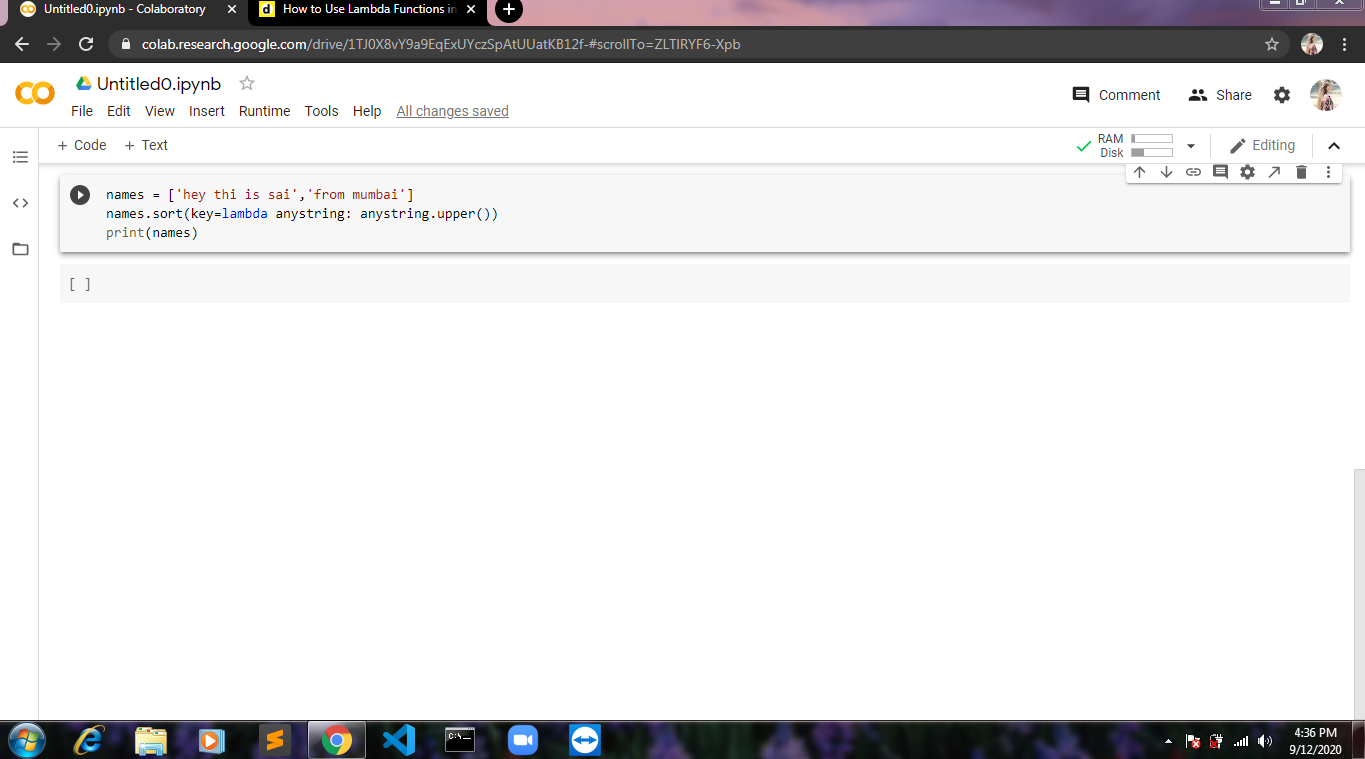 Untitled0.ipynb - Colaboratory
How to Use Lambda Functions in
colab.research.google.com/drive/1TJ0X8vY9a9EqExUYczSpAtUUatKB12f-#scrollTo=ZLTlRYF6-Xpb
Untitled0.ipynb
Comment
Share
File Edit View Insert Runtime Tools Help All changes saved
+ Code + Text
RAM
Disk
Editing
names = ['hey thi is sai','from mumbai']
names.sort(key=lambda anystring: anystring.upper())
print(names)
[ ]
4:36 PM
9/12/2020